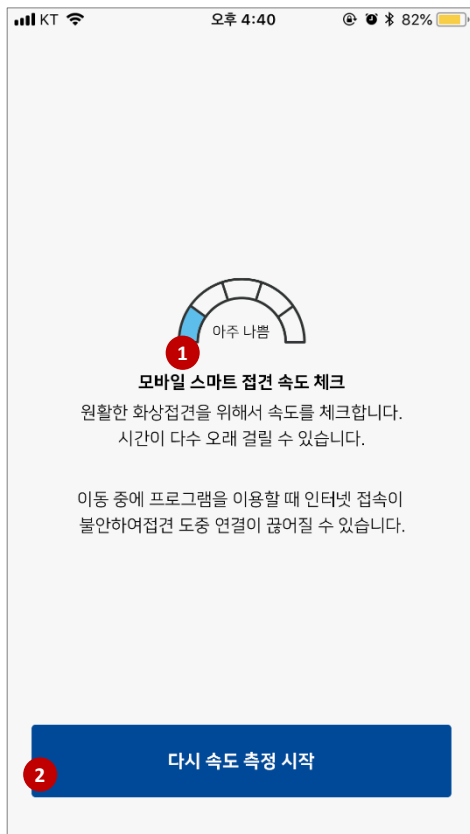 KT 오후 4:40 82%
아주 나쁨
1
모바일 스마트 접견 속도 체크
원활한 화상접견을 위해서 속도를 체크합니다.
시간이 다수 오래 걸릴 수 있습니다.
이동 중에 프로그램을 이용할 때 인터넷 접속이
불안하여접견 도중 연결이 끊어질 수 있습니다.
다시 속도 측정 시작
2